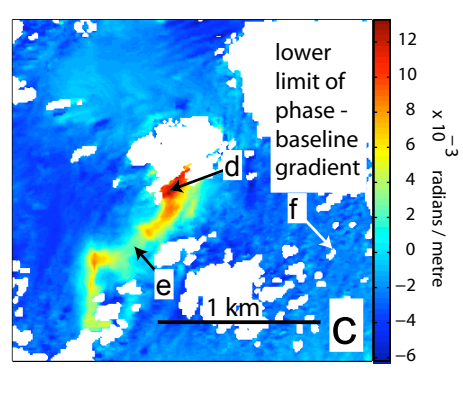 lower
limit of
phase -
baseline
gradient
d
f
e
1 km
C
12
10
8
6
4
2
0
−2
−4
−6
x 10⁻³ radians / metre